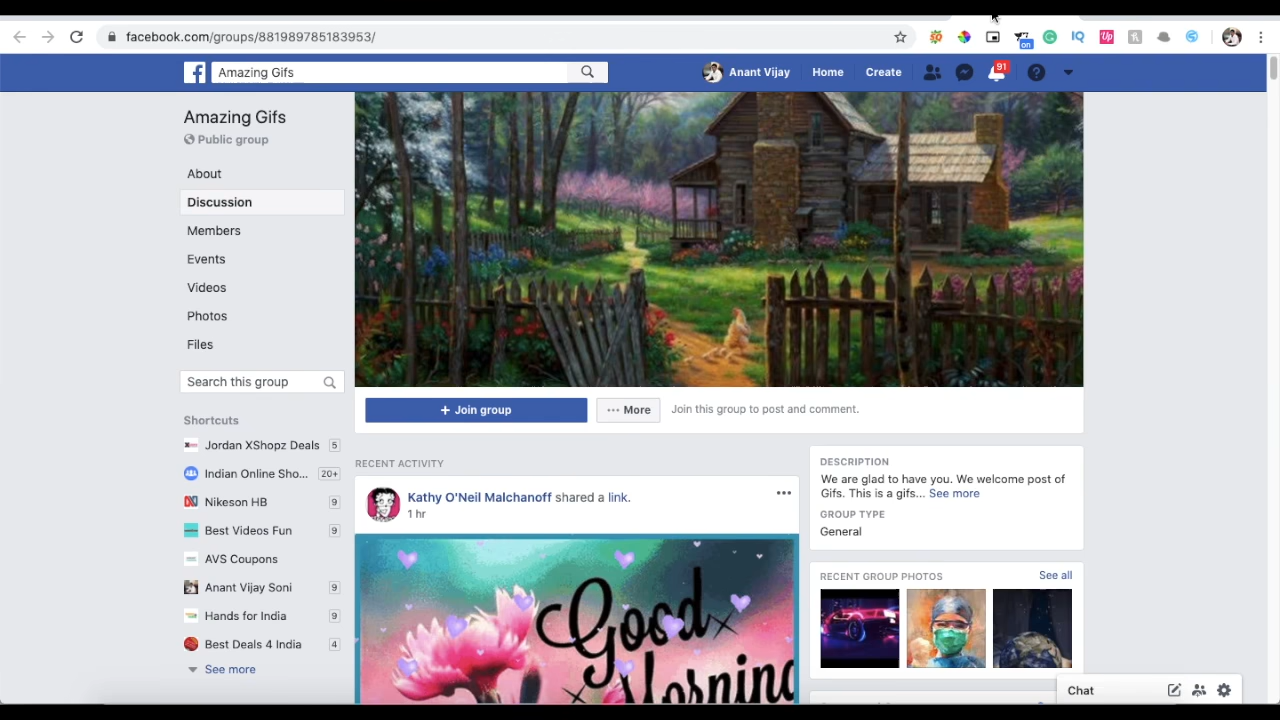 facebook.com/groups/881989785183953/
on
IQ
Up
Amazing Gifs
Anant Vijay
Home
Create
91
Amazing Gifs
Public group
About
Discussion
Members
Events
Videos
Photos
Files
Search this group
Shortcuts
Jordan XShopz Deals 5
Indian Online Sho... 20+
Nikeson HB 9
Best Videos Fun 9
AVS Coupons
Anant Vijay Soni 9
Hands for India 9
Best Deals 4 India 4
See more
+ Join group
... More
Join this group to post and comment.
RECENT ACTIVITY
Kathy O'Neil Malchanoff shared a link.
1 hr
Good
Morning
DESCRIPTION
We are glad to have you. We welcome post of
Gifs. This is a gifs... See more
GROUP TYPE
General
RECENT GROUP PHOTOS
See all
Chat